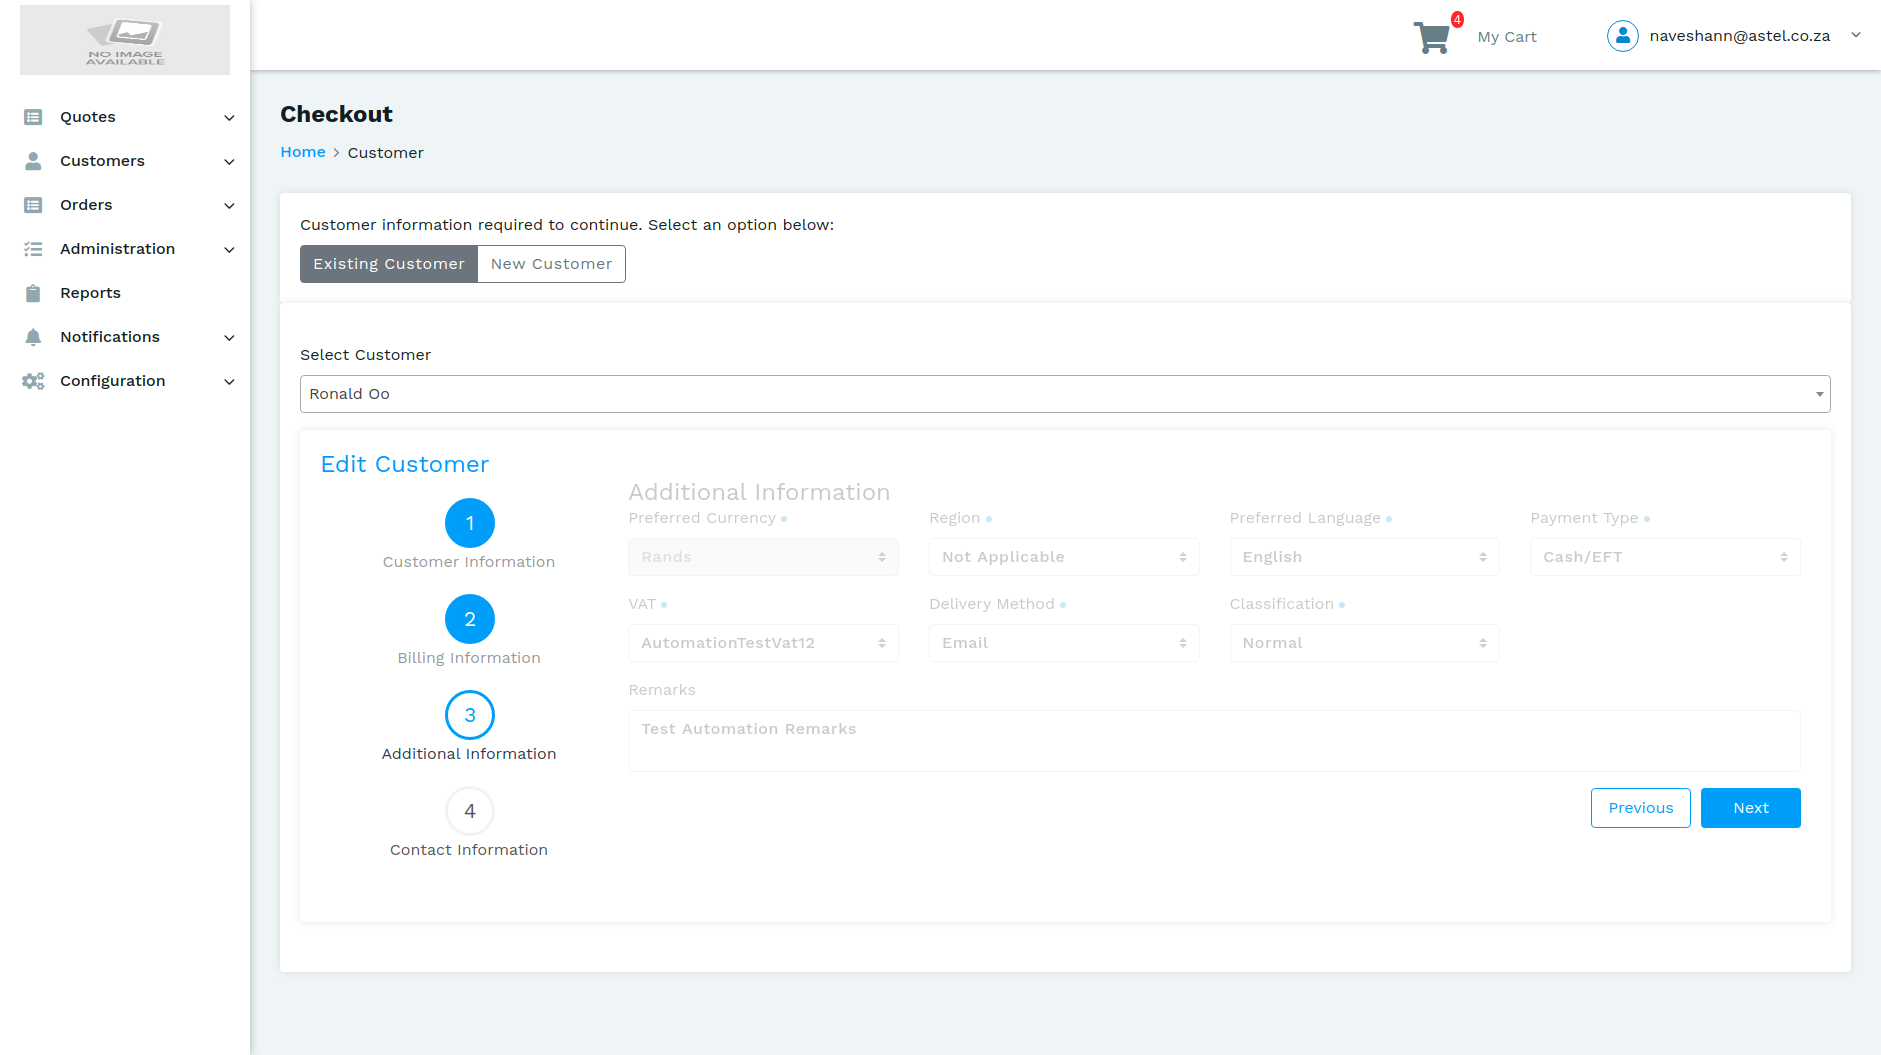 NO IMAGE
AVAILABLE
4
My Cart
naveshann@astel.co.za
Quotes
Customers
Orders
Administration
Reports
Notifications
Configuration
Checkout
Home > Customer
Customer information required to continue. Select an option below:
Existing Customer New Customer
Select Customer
Ronald Oo
Edit Customer
1
Customer Information
2
Billing Information
3
Additional Information
4
Contact Information
Additional Information
Preferred Currency Region Preferred Language Payment Type
Rands Not Applicable English Cash/EFT
VAT Delivery Method Classification
AutomationTestVat12 Email Normal
Remarks
Test Automation Remarks
Previous Next